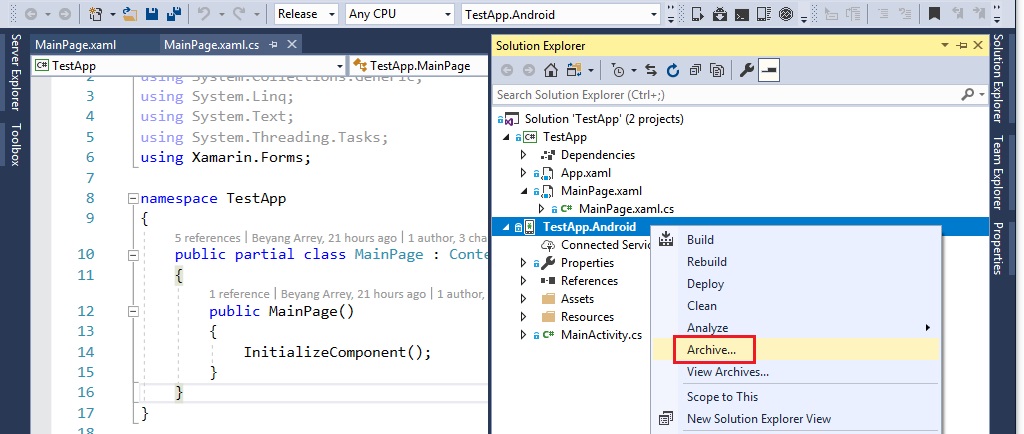 Release Any CPU TestApp.Android
Server Explorer
Toolbox
MainPage.xaml MainPage.xaml.cs
TestApp TestApp.MainPage
2 using System.Collections.Generic;
3 using System.Linq;
4 using System.Text;
5 using System.Threading.Tasks;
6 using Xamarin.Forms;
7
8 namespace TestApp
9 {
5 references | Beyang Arrey, 21 hours ago | 1 author, 3 cha
10 public partial class MainPage : Conte
11 {
1 reference | Beyang Arrey, 21 hours ago | 1 author,
12 public MainPage()
13 {
14 InitializeComponent();
15 }
16 }
17 }
18
Solution Explorer
Search Solution Explorer (Ctrl+;)
Solution 'TestApp' (2 projects)
C# TestApp
Dependencies
App.xaml
MainPage.xaml
C# MainPage.xaml.cs
TestApp.Android
Connected Servic
Properties
References
Assets
Resources
C# MainActivity.cs
Build
Rebuild
Deploy
Clean
Analyze
Archive...
View Archives...
Scope to This
New Solution Explorer View
Solution Explorer
Team Explorer
Properties